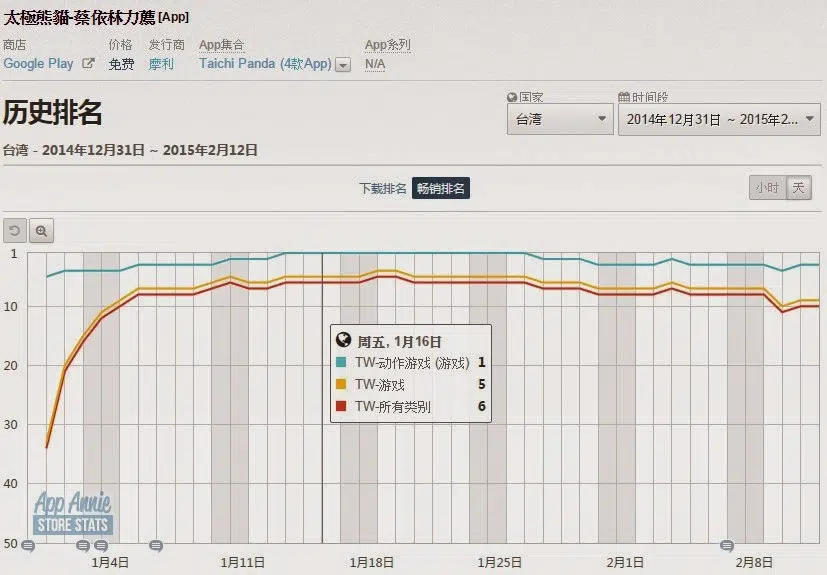 太極熊貓-蔡依林力薦 [App]
商店 价格 发行商 App集合 App系列
Google Play 免费 摩利 Taichi Panda (4款App) N/A
历史排名
国家 时间段
台湾 2014年12月31日 ~ 2015年2...
台湾 - 2014年12月31日 ~ 2015年2月12日
下载排名 畅销排名 小时 天
1
10
20
30
40
50
周五, 1月16日
TW-动作游戏 (游戏) 1
TW-游戏 5
TW-所有类别 6
App Annie
STORE STATS
1月4日 1月11日 1月18日 1月25日 2月1日 2月8日